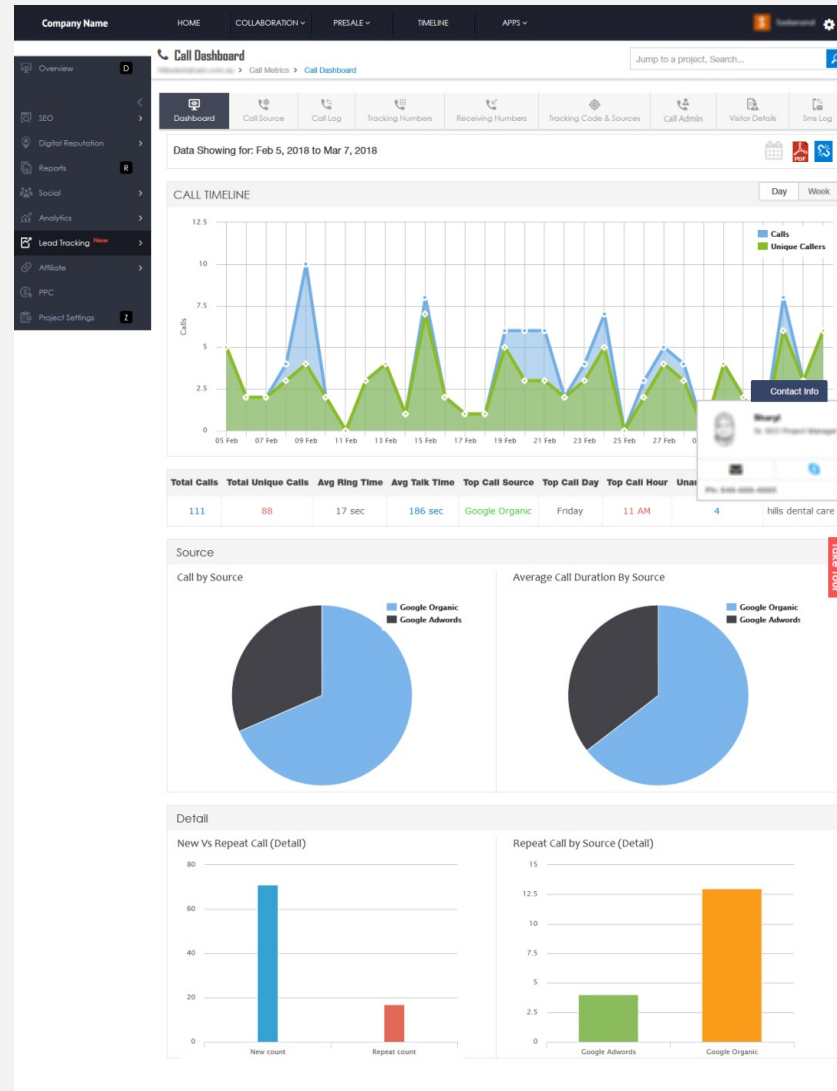 Company Name
HOME COLLABORATION PRESALE TIMELINE APPS
Call Dashboard
Call Metrics > Call Dashboard
Jump to a project, Search...
Overview D
SEO
Digital Reputation
Reports R
Social
Analytics
Lead Tracking New
Affiliate
PPC
Project Settings Z
Dashboard Call Source Call Log Tracking Numbers Receiving Numbers Tracking Code & Sources Call Admin Visitor Details Sms Log
Data Showing for: Feb 5, 2018 to Mar 7, 2018
PDF
CALL TIMELINE
Day Week
Calls
Unique Callers
12.5
10
7.5
5
2.5
0
Calls
05 Feb 07 Feb 09 Feb 11 Feb 13 Feb 15 Feb 17 Feb 19 Feb 21 Feb 23 Feb 25 Feb 27 Feb
Contact Info
Total Calls Total Unique Calls Avg Ring Time Avg Talk Time Top Call Source Top Call Day Top Call Hour
111 88 17 sec 186 sec Google Organic Friday 11 AM 4 hills dental care
Take Tour
Source
Call by Source
Google Organic
Google Adwords
Average Call Duration By Source
Google Organic
Google Adwords
Detail
New Vs Repeat Call (Detail)
80
60
40
20
0
New count Repeat count
Repeat Call by Source (Detail)
15
12.5
10
7.5
5
2.5
0
Google Adwords Google Organic